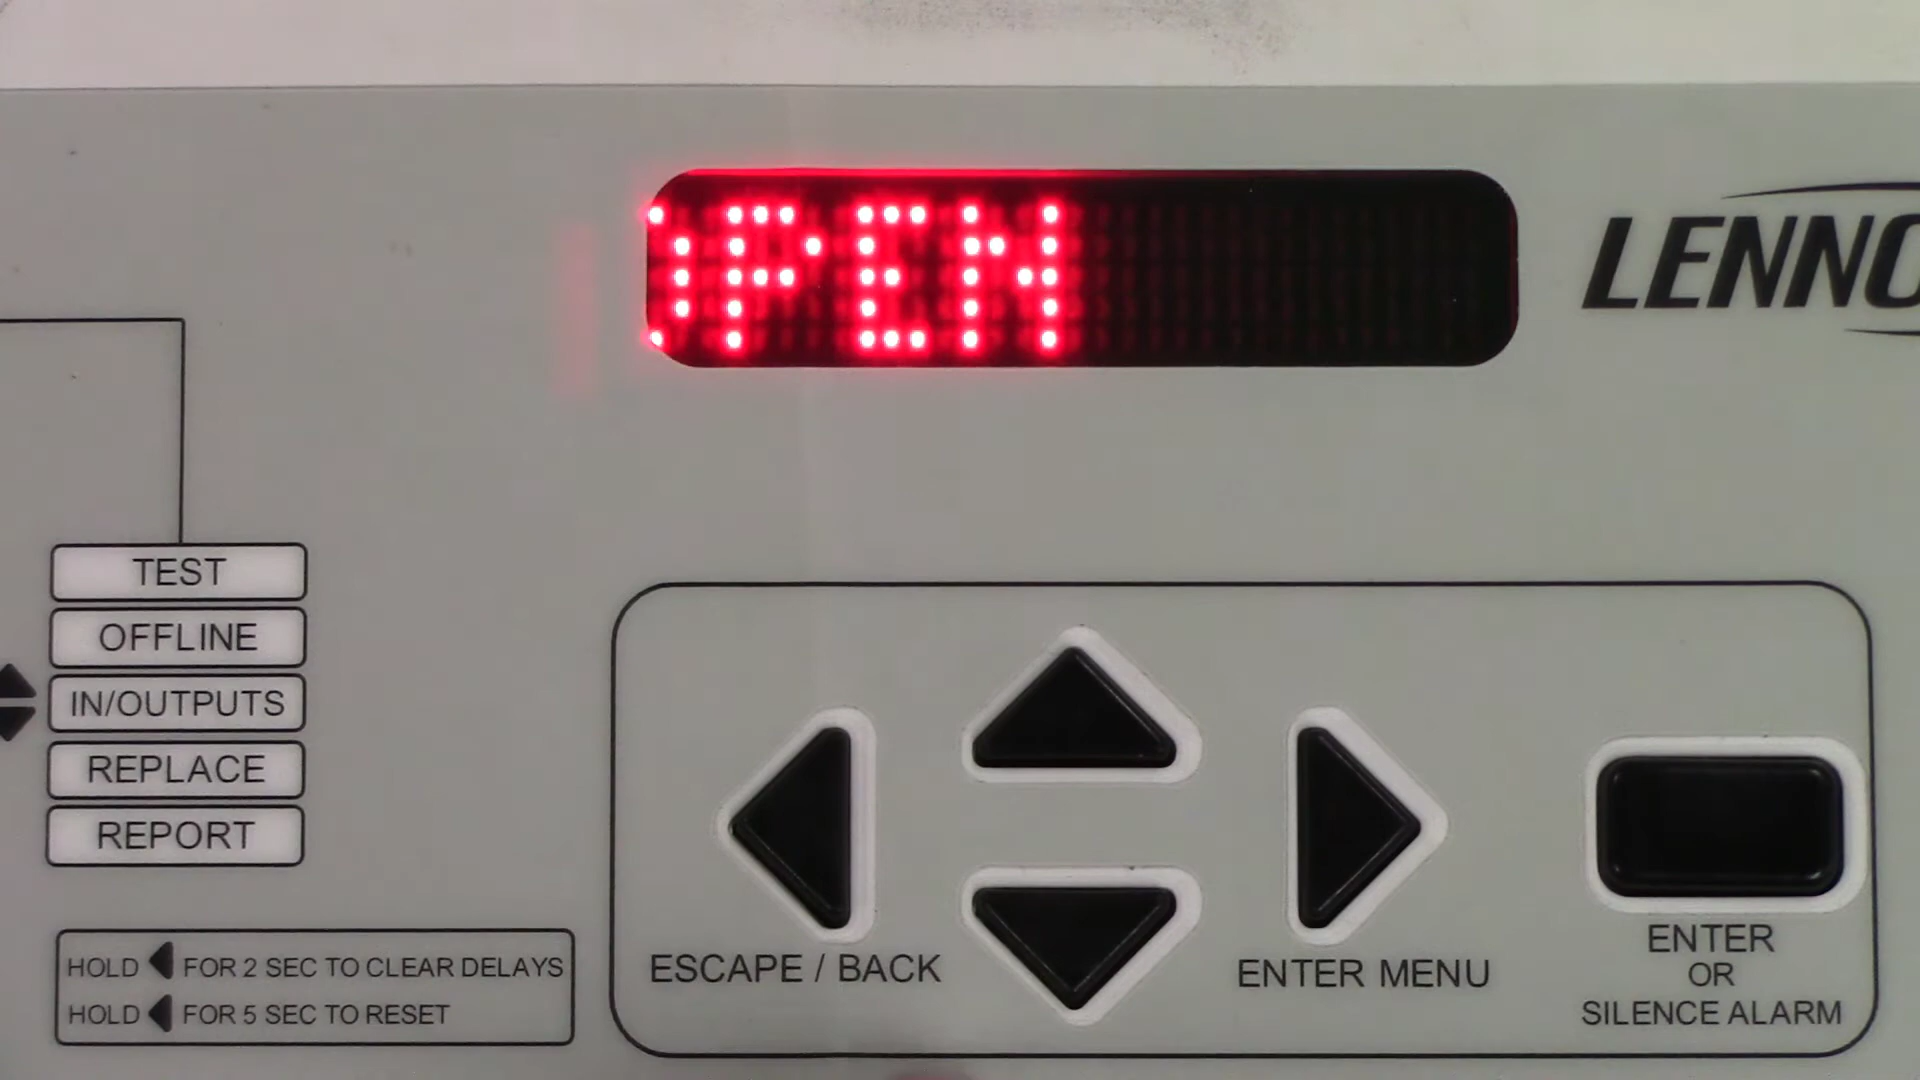 OPEN
LENNO
TEST
OFFLINE
IN/OUTPUTS
REPLACE
REPORT
HOLD ◀ FOR 2 SEC TO CLEAR DELAYS
HOLD ◀ FOR 5 SEC TO RESET
ESCAPE / BACK
ENTER MENU
ENTER
OR
SILENCE ALARM